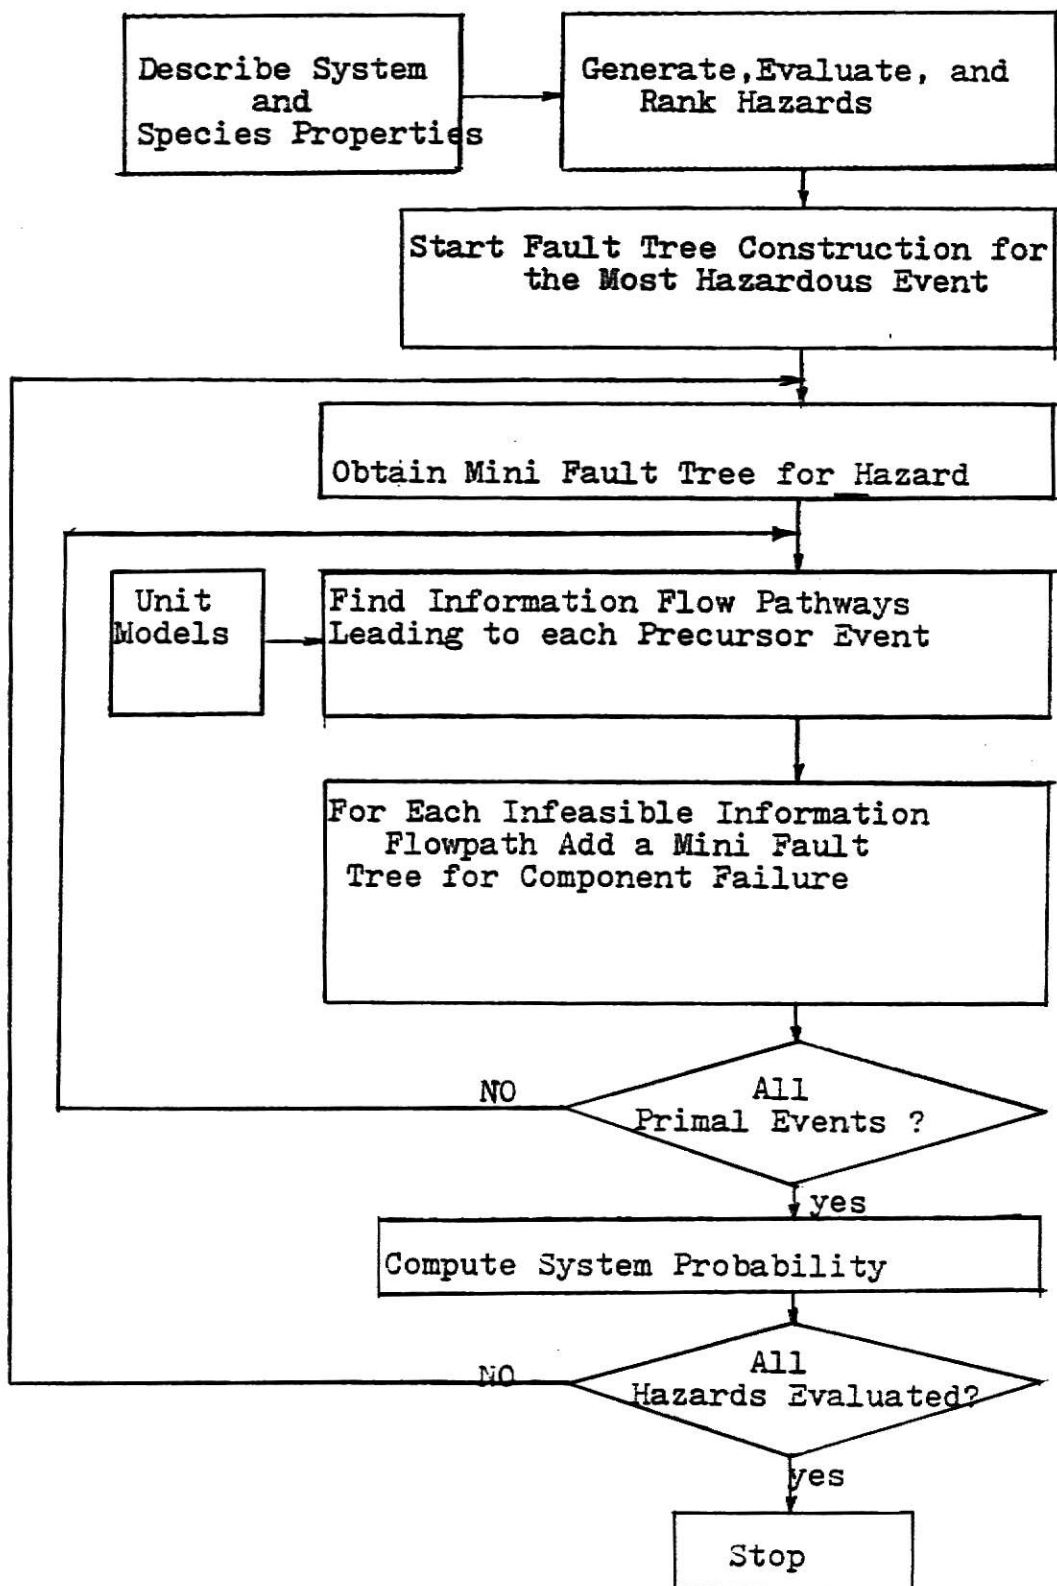 Describe System
and
Species Properties
Generate,Evaluate, and
Rank Hazards
Start Fault Tree Construction for
the Most Hazardous Event
Obtain Mini Fault Tree for Hazard
Unit
Models
Find Information Flow Pathways
Leading to each Precursor Event
For Each Infeasible Information
Flowpath Add a Mini Fault
Tree for Component Failure
NO
All
Primal Events ?
yes
Compute System Probability
NO
All
Hazards Evaluated?
yes
Stop